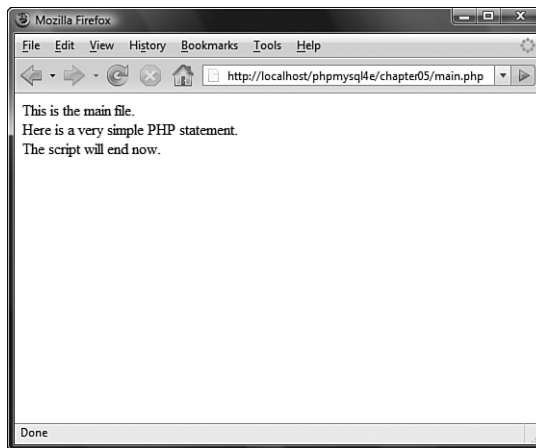 Mozilla Firefox
File Edit View History Bookmarks Tools Help
http://localhost/phpmysql4e/chapter05/main.php
This is the main file.
Here is a very simple PHP statement.
The script will end now.
Done